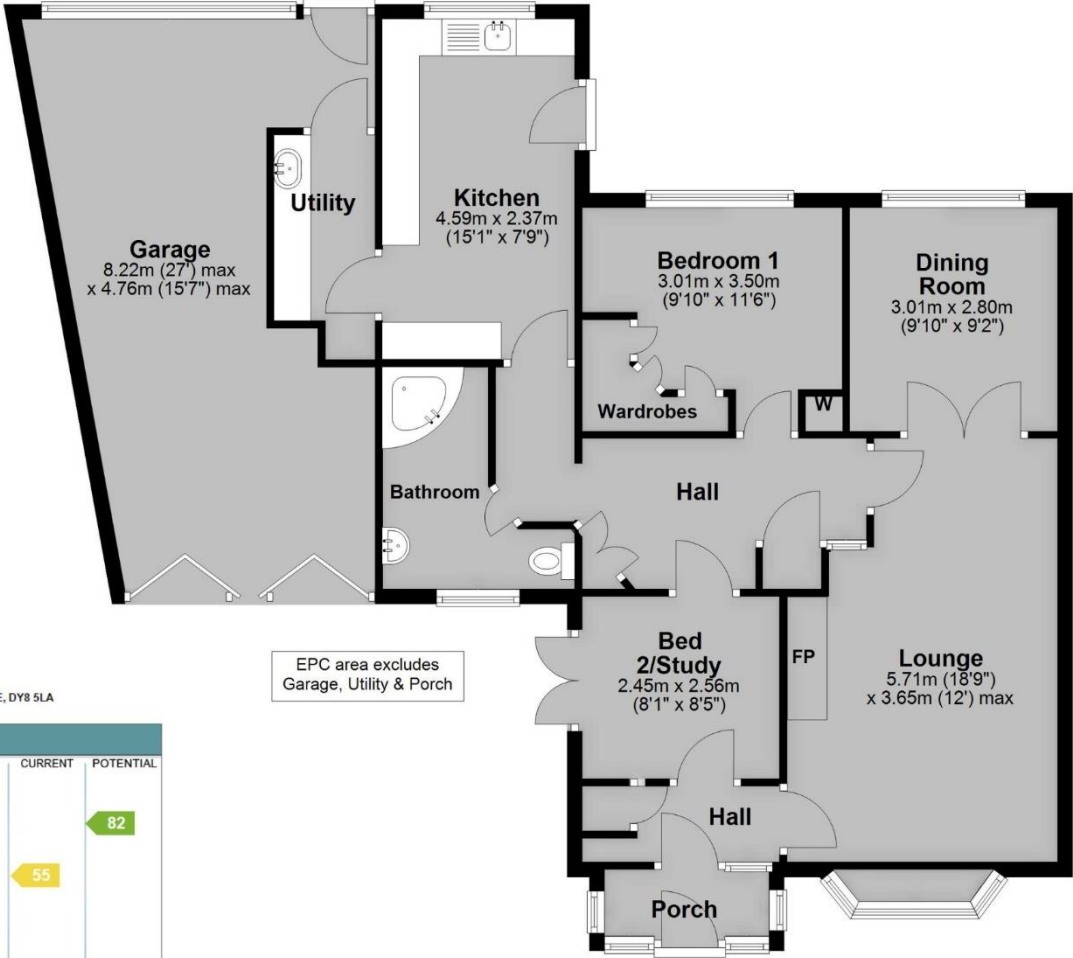 Garage
8.22m (27') max
x 4.76m (15'7") max
Utility
Kitchen
4.59m x 2.37m
(15'1" x 7'9")
Bedroom 1
3.01m x 3.50m
(9'10" x 11'6")
Dining
Room
3.01m x 2.80m
(9'10" x 9'2")
Wardrobes
W
Bathroom
Hall
Bed
2/Study
2.45m x 2.56m
(8'1" x 8'5")
FP
Lounge
5.71m (18'9")
x 3.65m (12') max
Hall
Porch
EPC area excludes
Garage, Utility & Porch
, DY8 5LA
CURRENT POTENTIAL
82
55